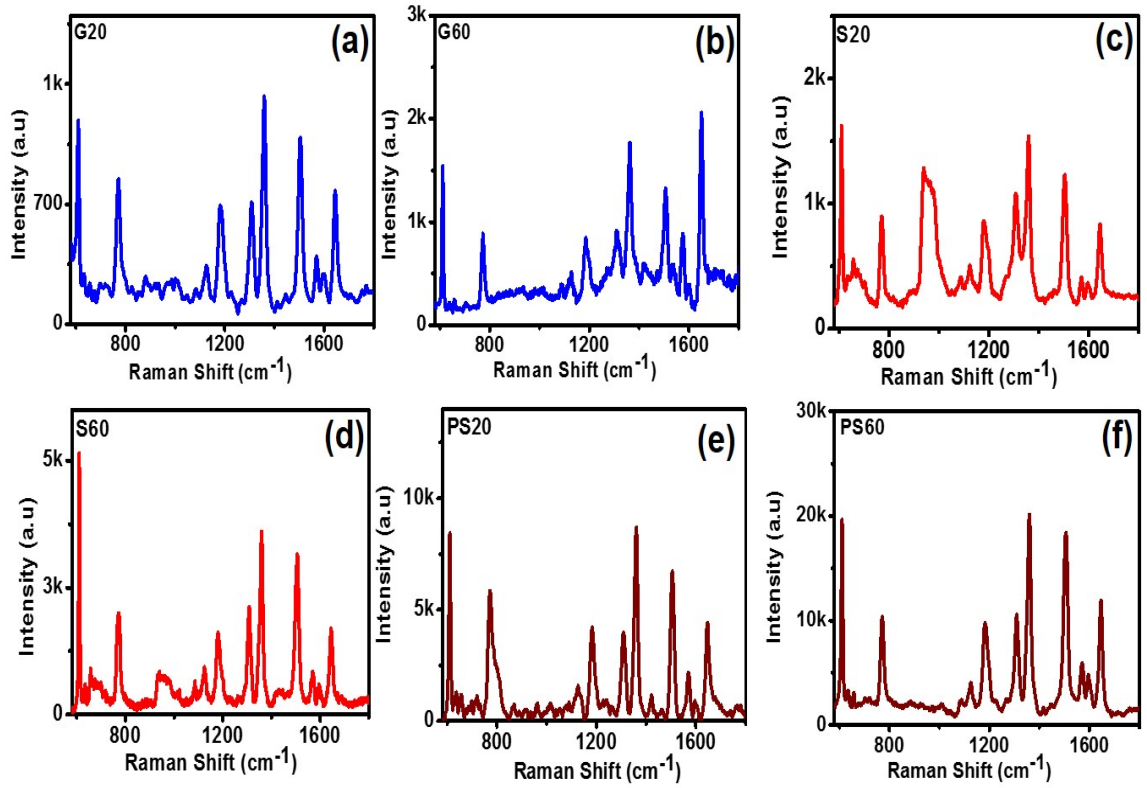 G20
(a)
1k
700
0
Intensity (a.u)
800
1200
1600
Raman Shift (cm-1)
G60
(b)
3k
2k
1k
0
Intensity (a.u)
800
1200
1600
Raman Shift (cm-1)
S20
(c)
2k
1k
0
Intensity (a.u)
800
1200
1600
Raman Shift (cm-1)
S60
(d)
5k
3k
0
Intensity (a.u)
800
1200
1600
Raman Shift (cm-1)
PS20
(e)
10k
5k
0
Intensity (a.u)
800
1200
1600
Raman Shift (cm-1)
PS60
(f)
30k
20k
10k
0
Intensity (a.u)
800
1200
1600
Raman Shift (cm-1)